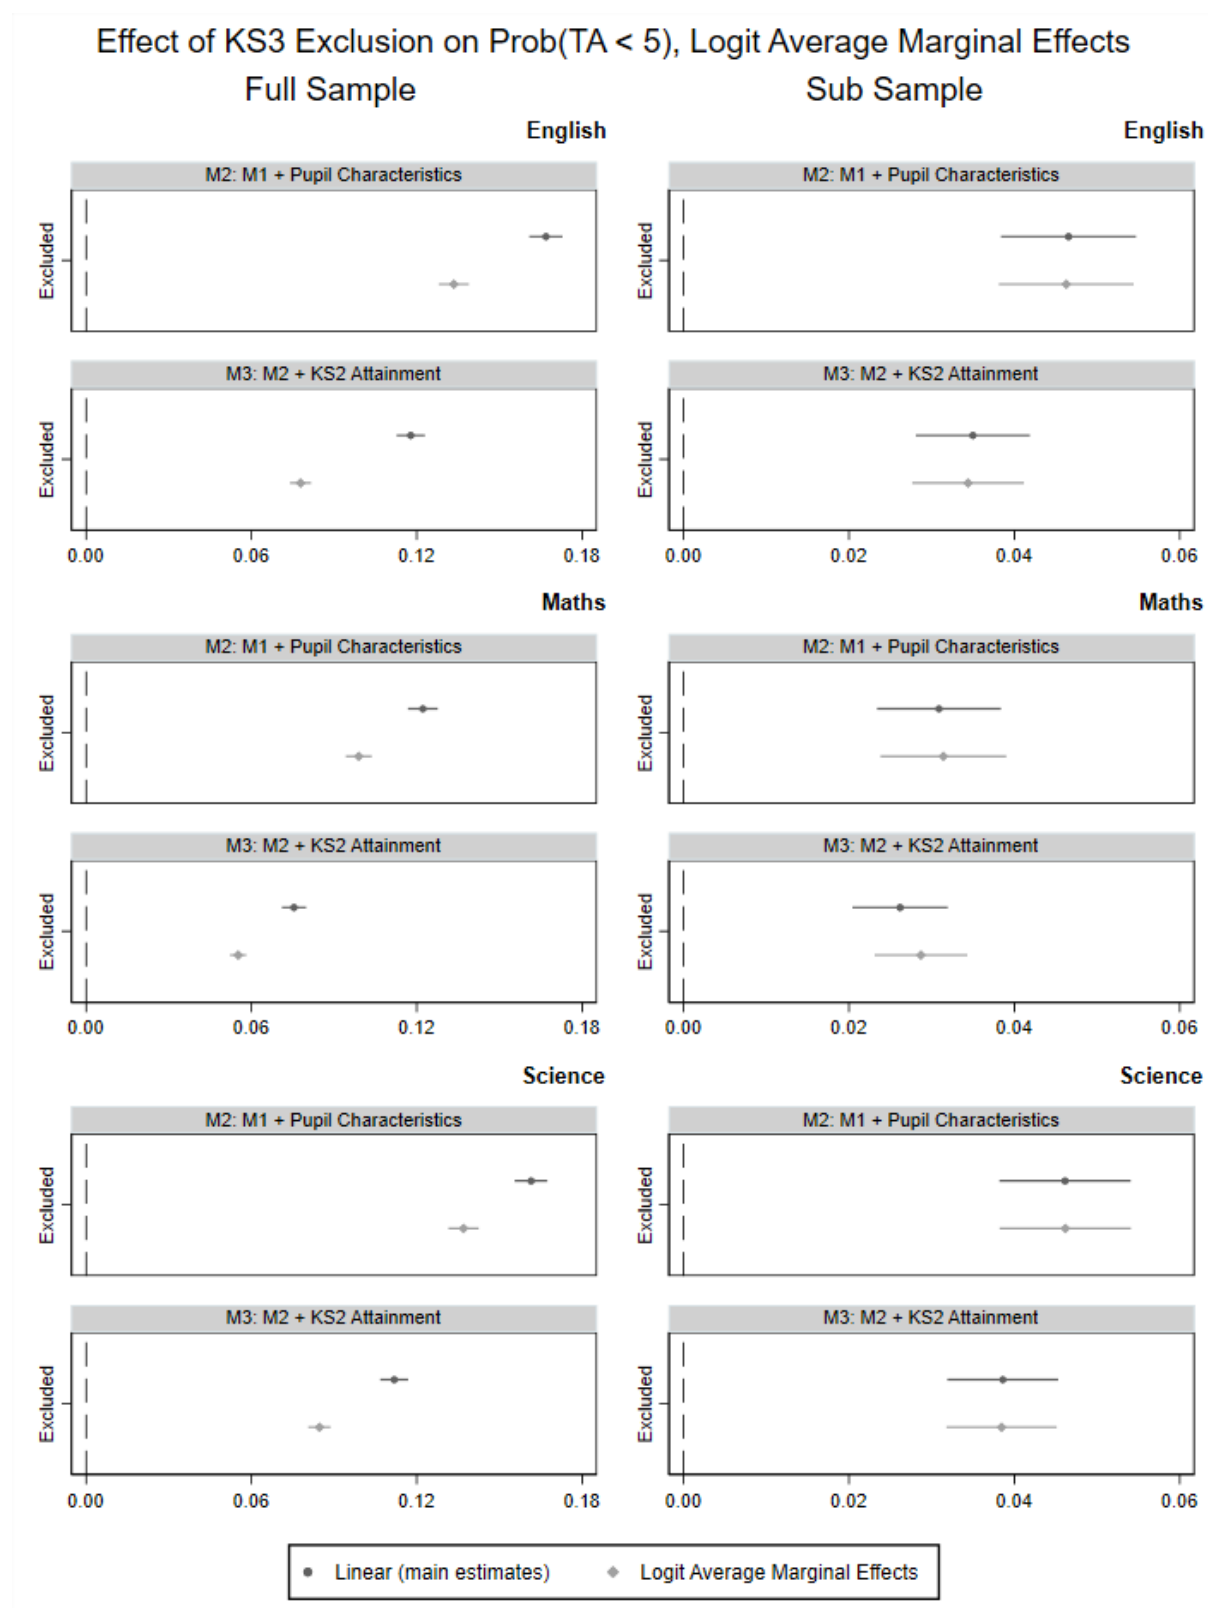 Effect of KS3 Exclusion on Prob(TA < 5), Logit Average Marginal Effects
Full Sample
Sub Sample
English
M2: M1 + Pupil Characteristics
Excluded
M3: M2 + KS2 Attainment
Excluded
0.00 0.06 0.12 0.18
English
M2: M1 + Pupil Characteristics
Excluded
M3: M2 + KS2 Attainment
Excluded
0.00 0.02 0.04 0.06
Maths
M2: M1 + Pupil Characteristics
Excluded
M3: M2 + KS2 Attainment
Excluded
0.00 0.06 0.12 0.18
Maths
M2: M1 + Pupil Characteristics
Excluded
M3: M2 + KS2 Attainment
Excluded
0.00 0.02 0.04 0.06
Science
M2: M1 + Pupil Characteristics
Excluded
M3: M2 + KS2 Attainment
Excluded
0.00 0.06 0.12 0.18
Science
M2: M1 + Pupil Characteristics
Excluded
M3: M2 + KS2 Attainment
Excluded
0.00 0.02 0.04 0.06
Linear (main estimates) Logit Average Marginal Effects